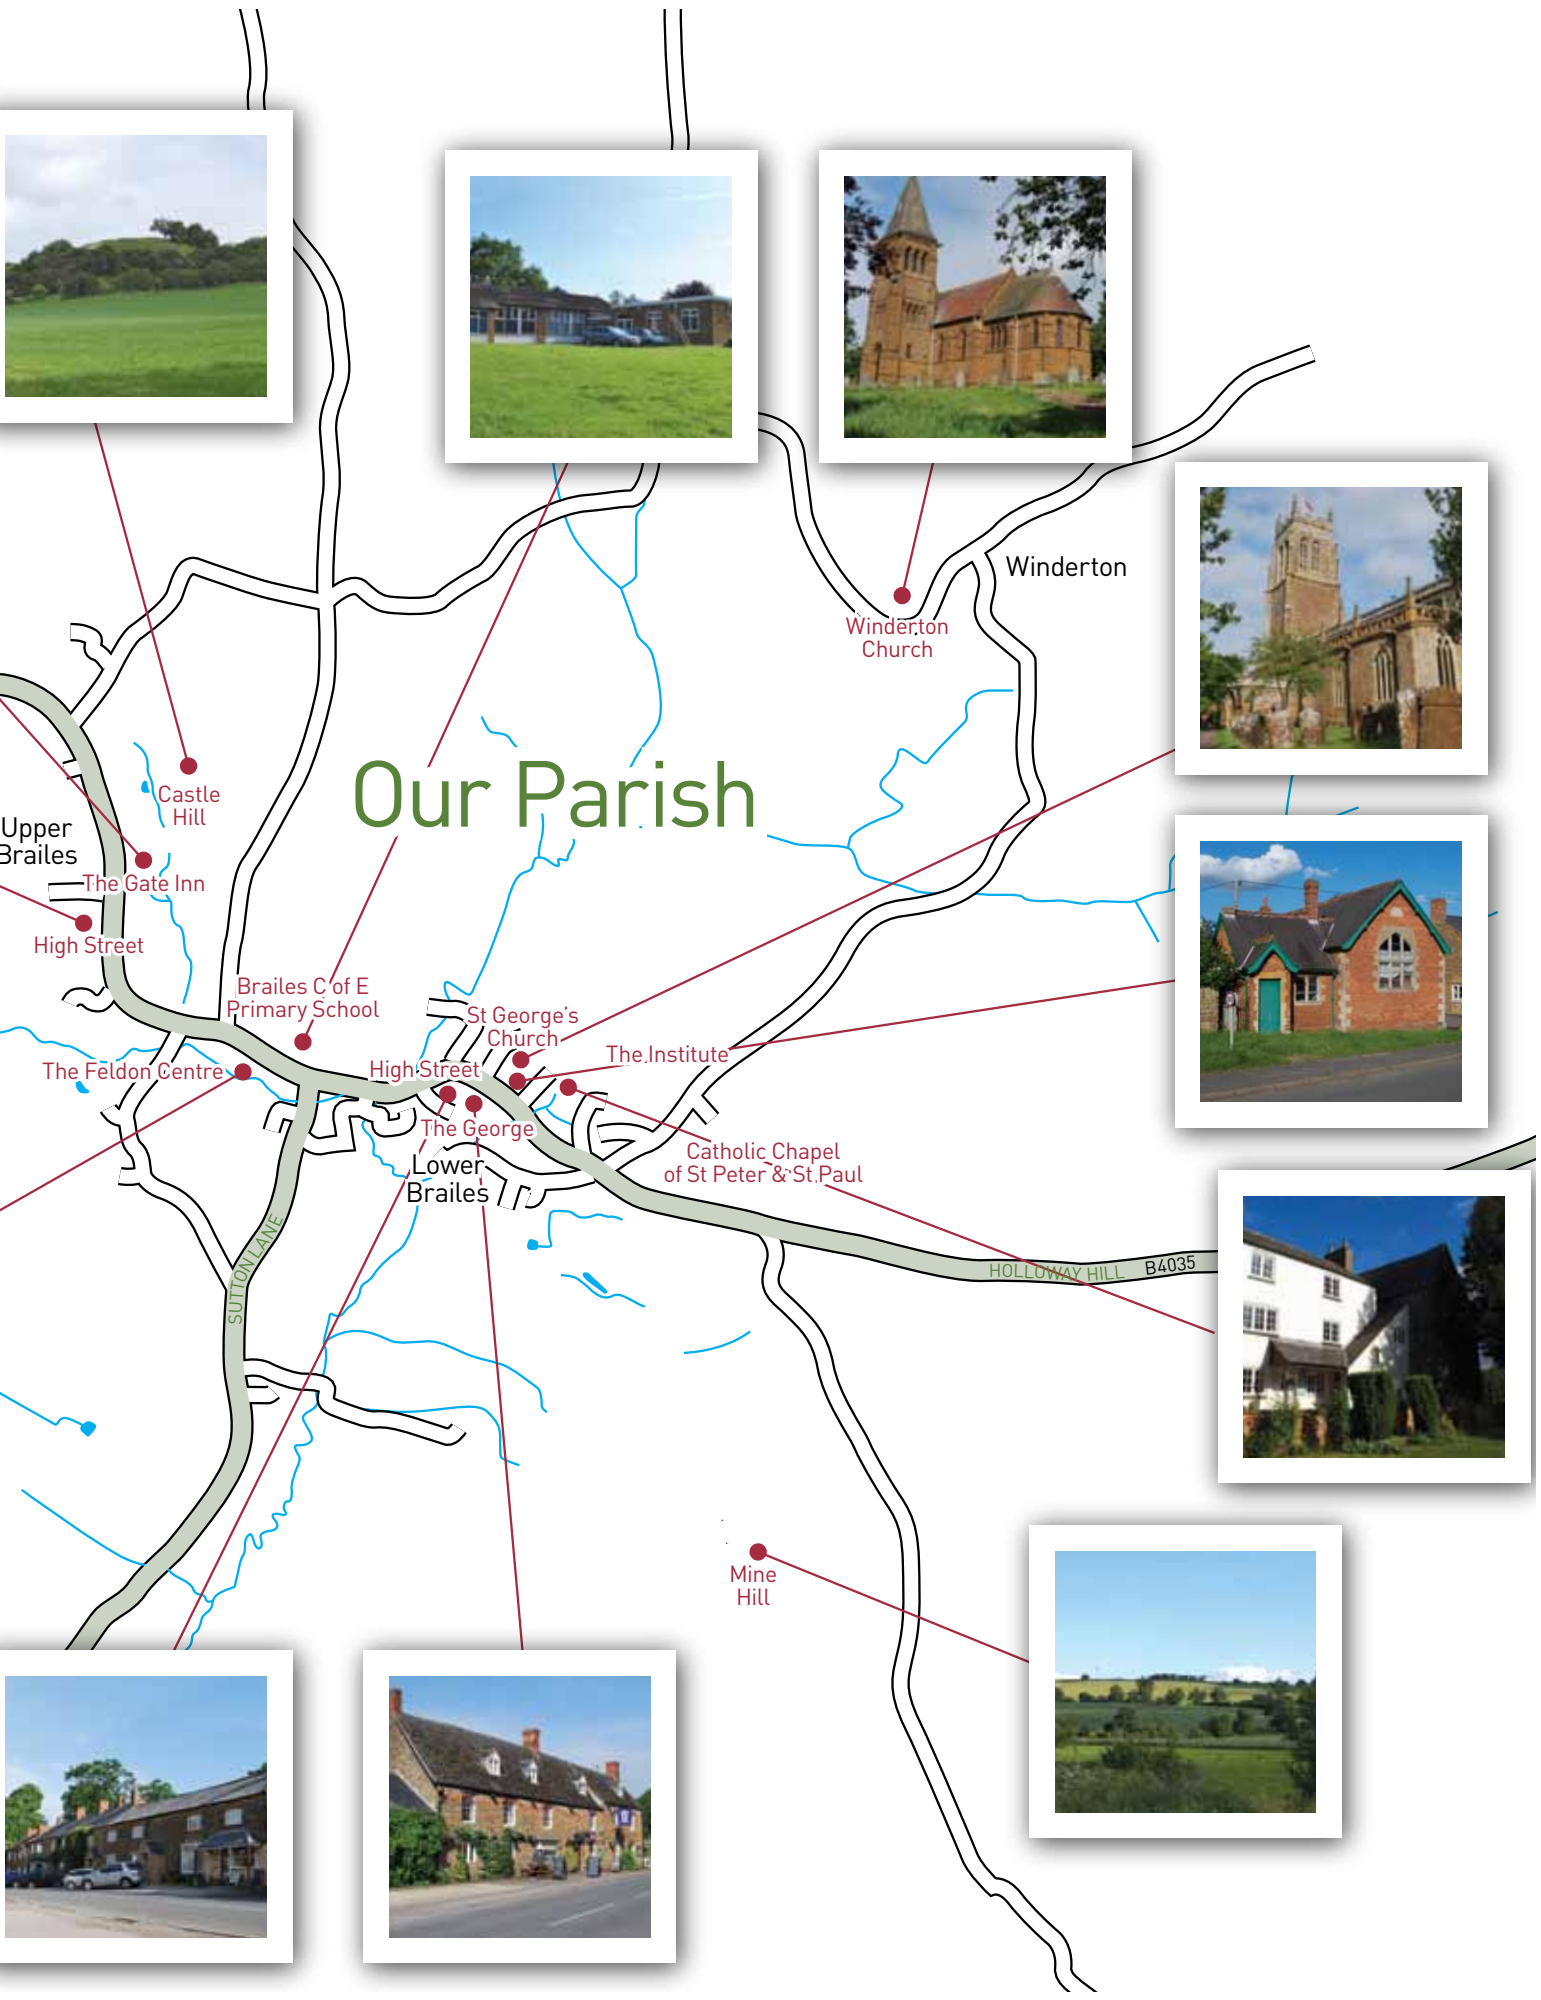 Winderton
Winderton
Church
Our Parish
Castle
Hill
Upper
Brailes
The Gate Inn
High Street
Brailes C of E
Primary School
St George's
Church
The Institute
The Feldon Centre
High Street
The George
Catholic Chapel
of St Peter & St Paul
Lower
Brailes
SUTTON LANE
HOLLOWAY HILL
B4035
Mine
Hill